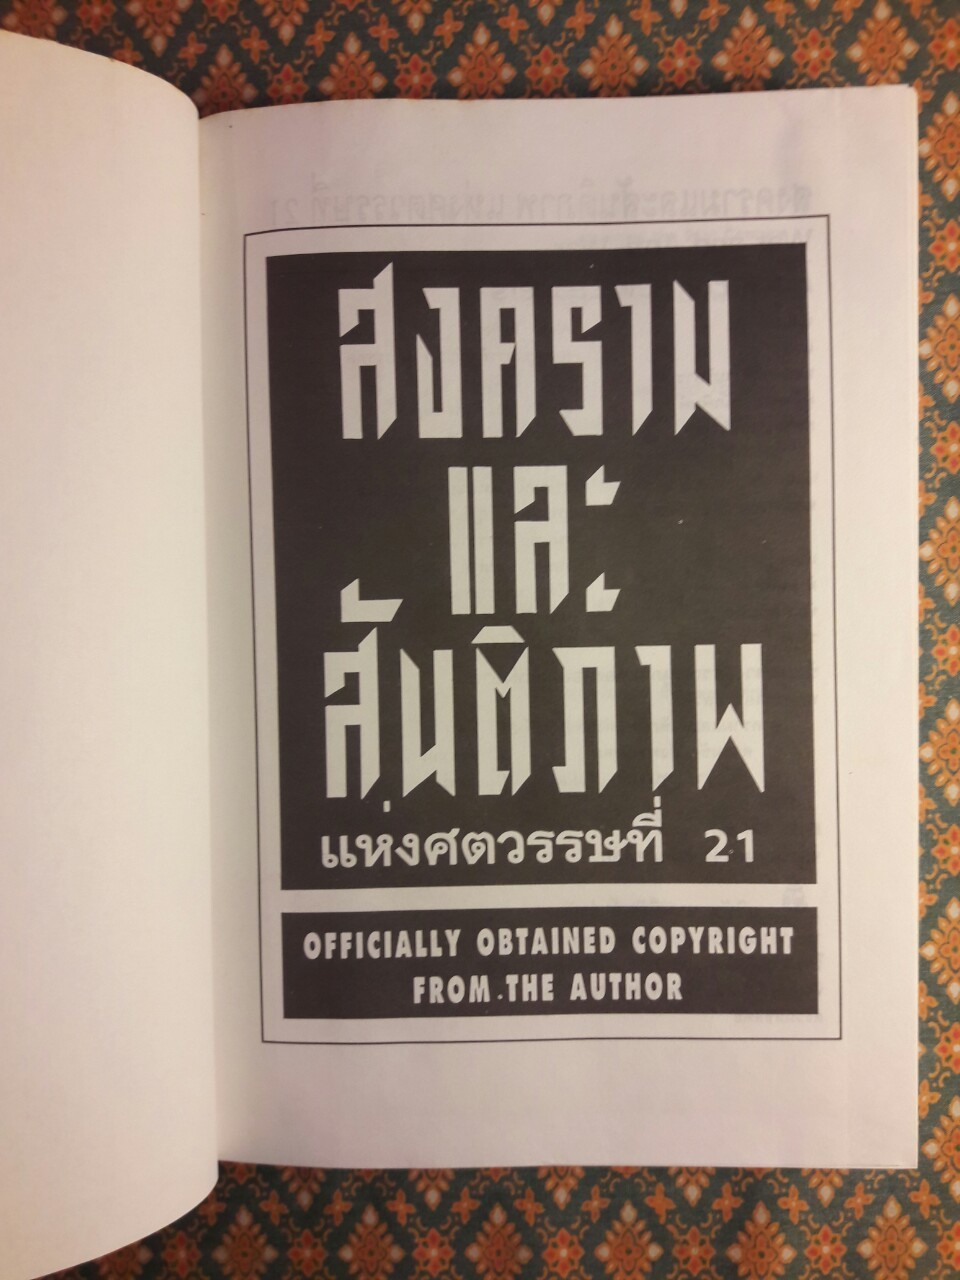 สงคราม
และ
สันติภาพ
แห่งศตวรรษที่ 21
OFFICIALLY OBTAINED COPYRIGHT
FROM THE AUTHOR